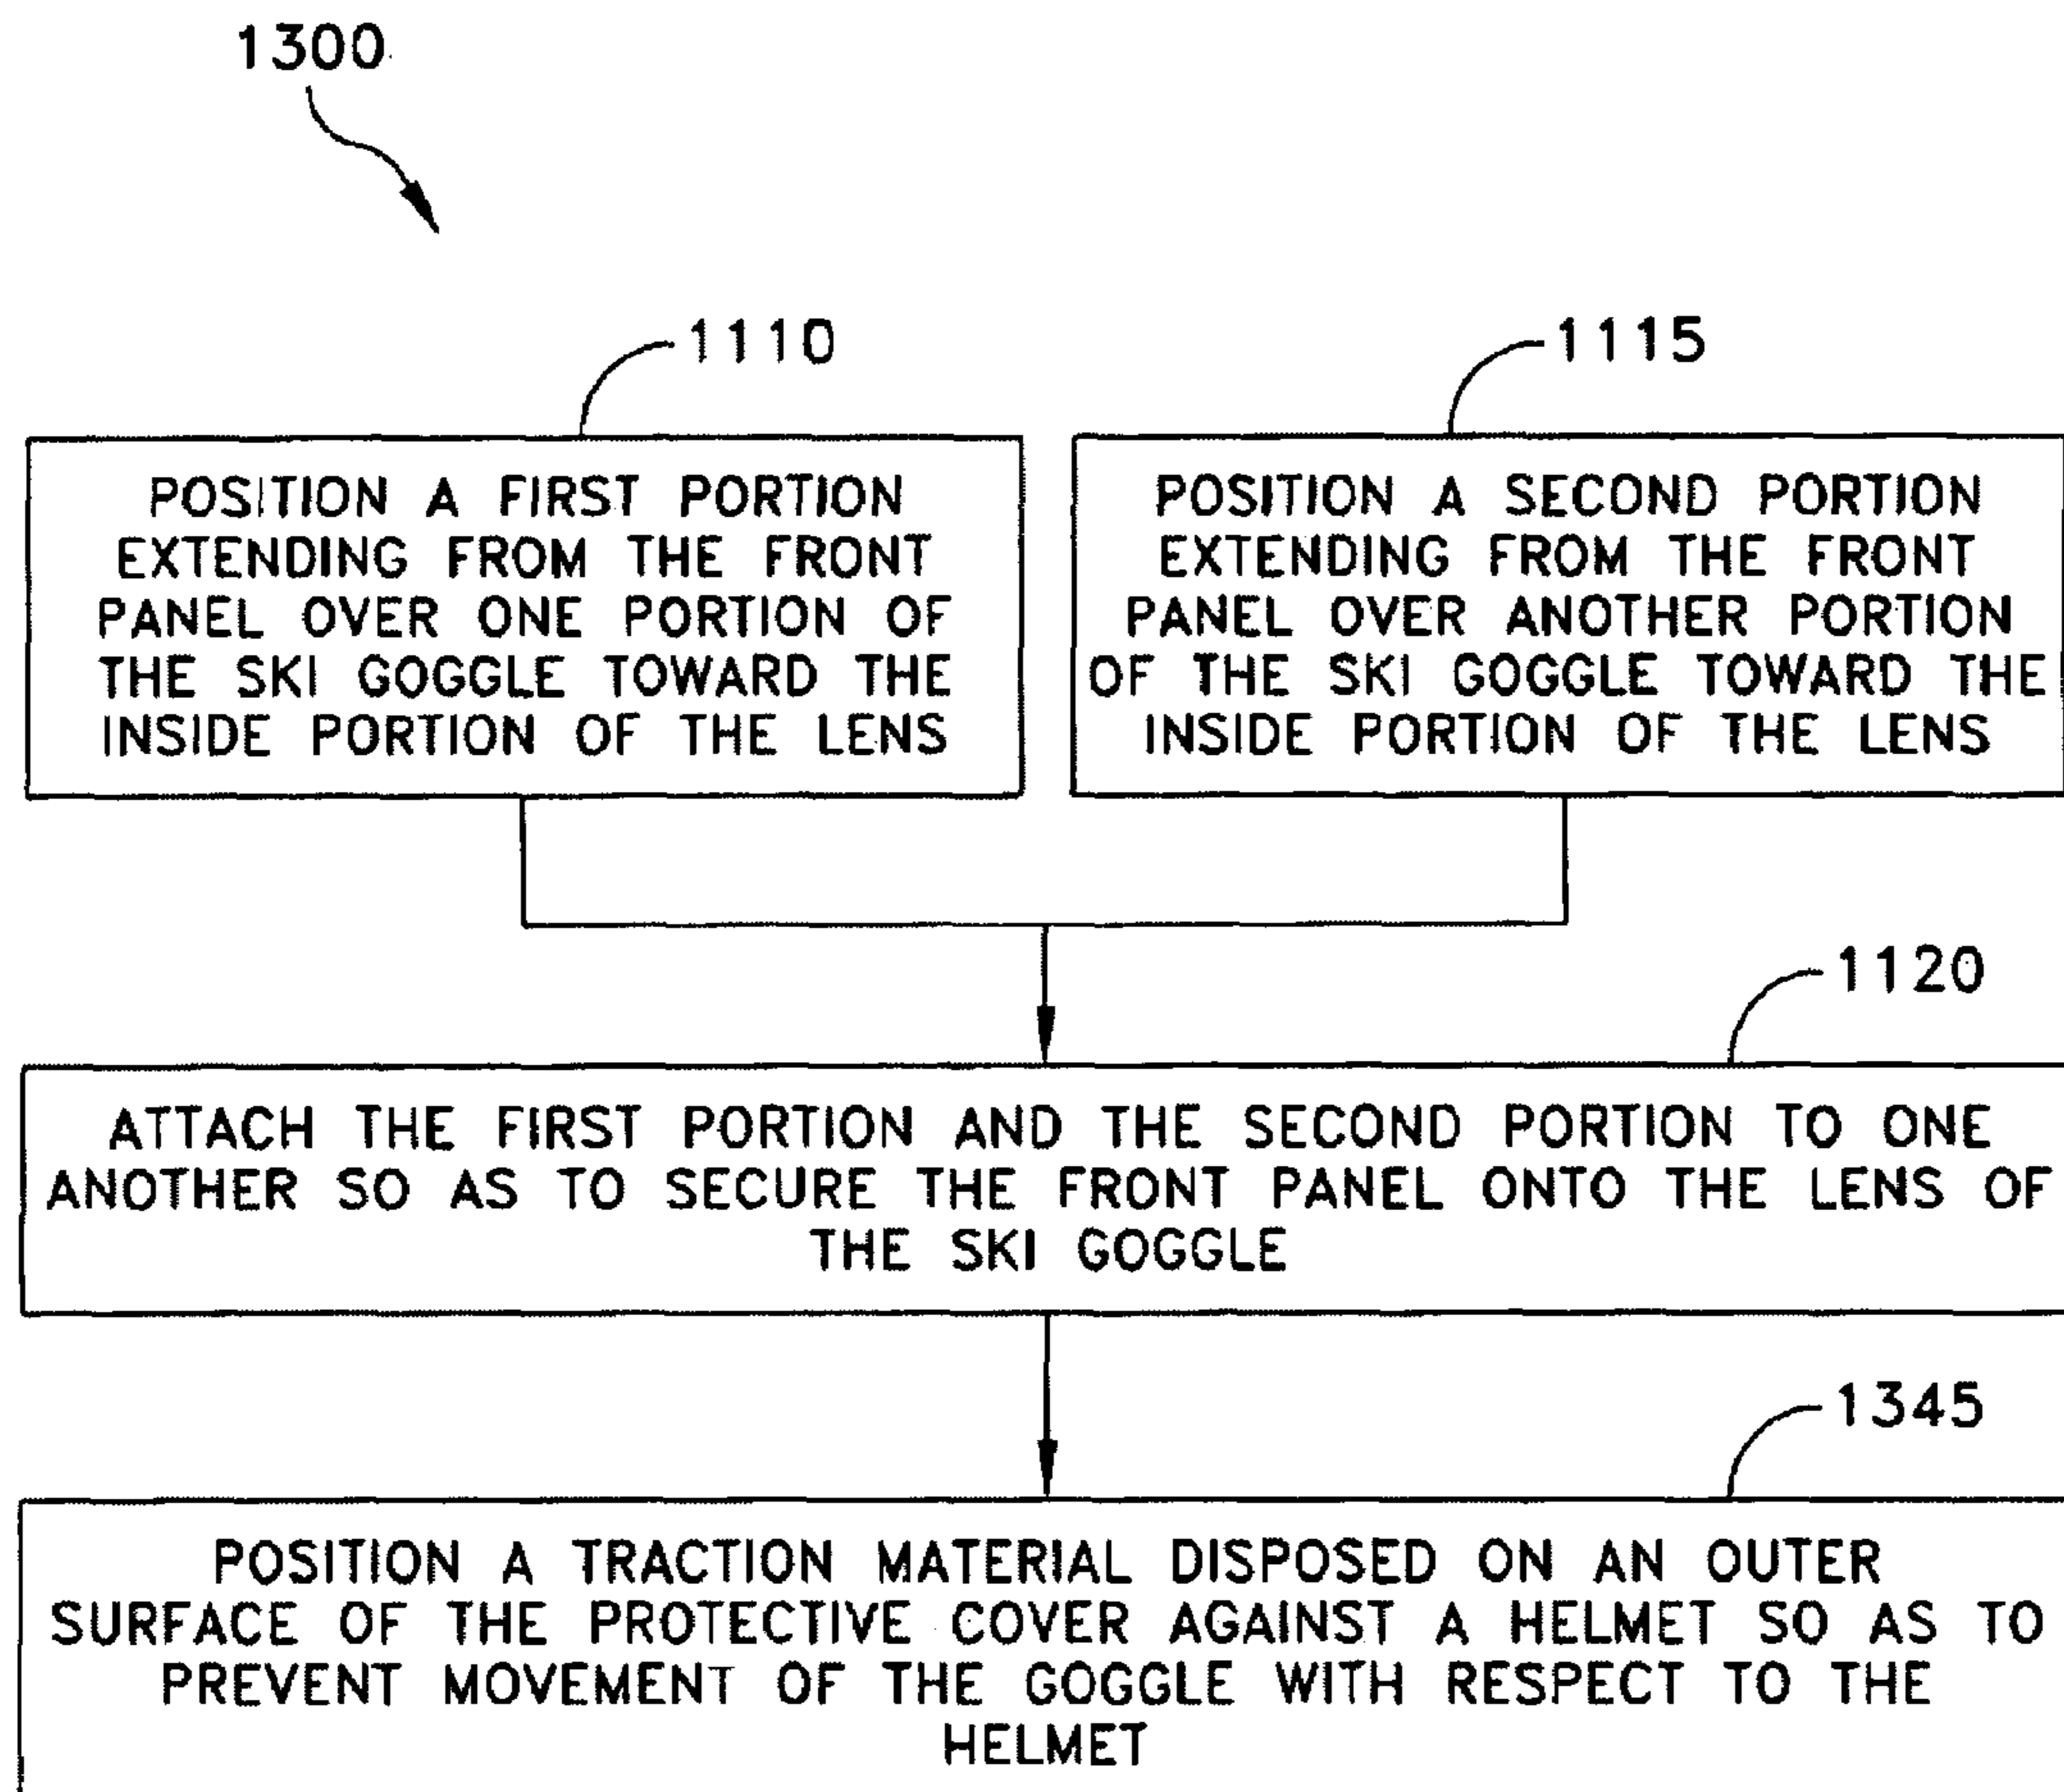 1300
1110
POSITION A FIRST PORTION
EXTENDING FROM THE FRONT
PANEL OVER ONE PORTION OF
THE SKI GOGGLE TOWARD THE
INSIDE PORTION OF THE LENS
1115
POSITION A SECOND PORTION
EXTENDING FROM THE FRONT
PANEL OVER ANOTHER PORTION
OF THE SKI GOGGLE TOWARD THE
INSIDE PORTION OF THE LENS
1120
ATTACH THE FIRST PORTION AND THE SECOND PORTION TO ONE
ANOTHER SO AS TO SECURE THE FRONT PANEL ONTO THE LENS OF
THE SKI GOGGLE
1345
POSITION A TRACTION MATERIAL DISPOSED ON AN OUTER
SURFACE OF THE PROTECTIVE COVER AGAINST A HELMET SO AS TO
PREVENT MOVEMENT OF THE GOGGLE WITH RESPECT TO THE
HELMET